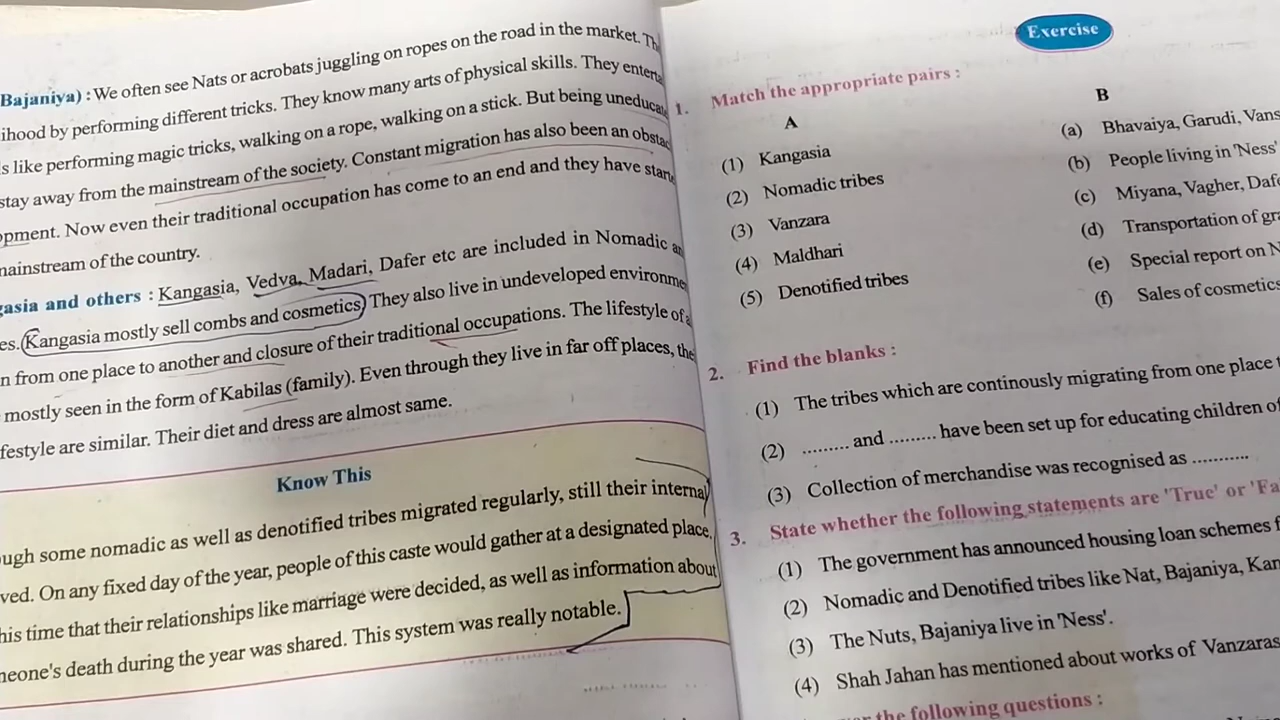 Bajaniya) : We often see Nats or acrobats juggling on ropes on the road in the market.
ihood by performing different tricks. They know many arts of physical skills. They
s like performing magic tricks, walking on a rope, walking on a stick. But being
stay away from the mainstream of the society. Constant migration has also been an
opment. Now even their traditional occupation has come to an end and they have
mainstream of the country.
gasia and others : Kangasia, Vedva, Madari, Dafer etc are included in Nomadic
es. Kangasia mostly sell combs and cosmetics. They also live in undeveloped
n from one place to another and closure of their traditional occupations. The lifestyle of
mostly seen in the form of Kabilas (family). Even through they live in far off places,
festyle are similar. Their diet and dress are almost same.
Know This
ough some nomadic as well as denotified tribes migrated regularly, still their interna
ved. On any fixed day of the year, people of this caste would gather at a designated place.
his time that their relationships like marriage were decided, as well as information about
neone's death during the year was shared. This system was really notable.
Exercise
1. Match the appropriate pairs :
A
B
(1) Kangasia
(2) Nomadic tribes
(3) Vanzara
(4) Maldhari
(5) Denotified tribes
(a) Bhavaiya, Garudi, Vans
(b) People living in 'Ness'
(c) Miyana, Vagher, Daf
(d) Transportation of gr
(e) Special report on N
(f) Sales of cosmetics
2. Find the blanks :
(1) The tribes which are continously migrating from one place
(2) ......... and ......... have been set up for educating children of
(3) Collection of merchandise was recognised as ...........
3. State whether the following statements are 'True' or 'Fa
(1) The government has announced housing loan schemes f
(2) Nomadic and Denotified tribes like Nat, Bajaniya, Kan
(3) The Nuts, Bajaniya live in 'Ness'.
(4) Shah Jahan has mentioned about works of Vanzaras
the following questions :